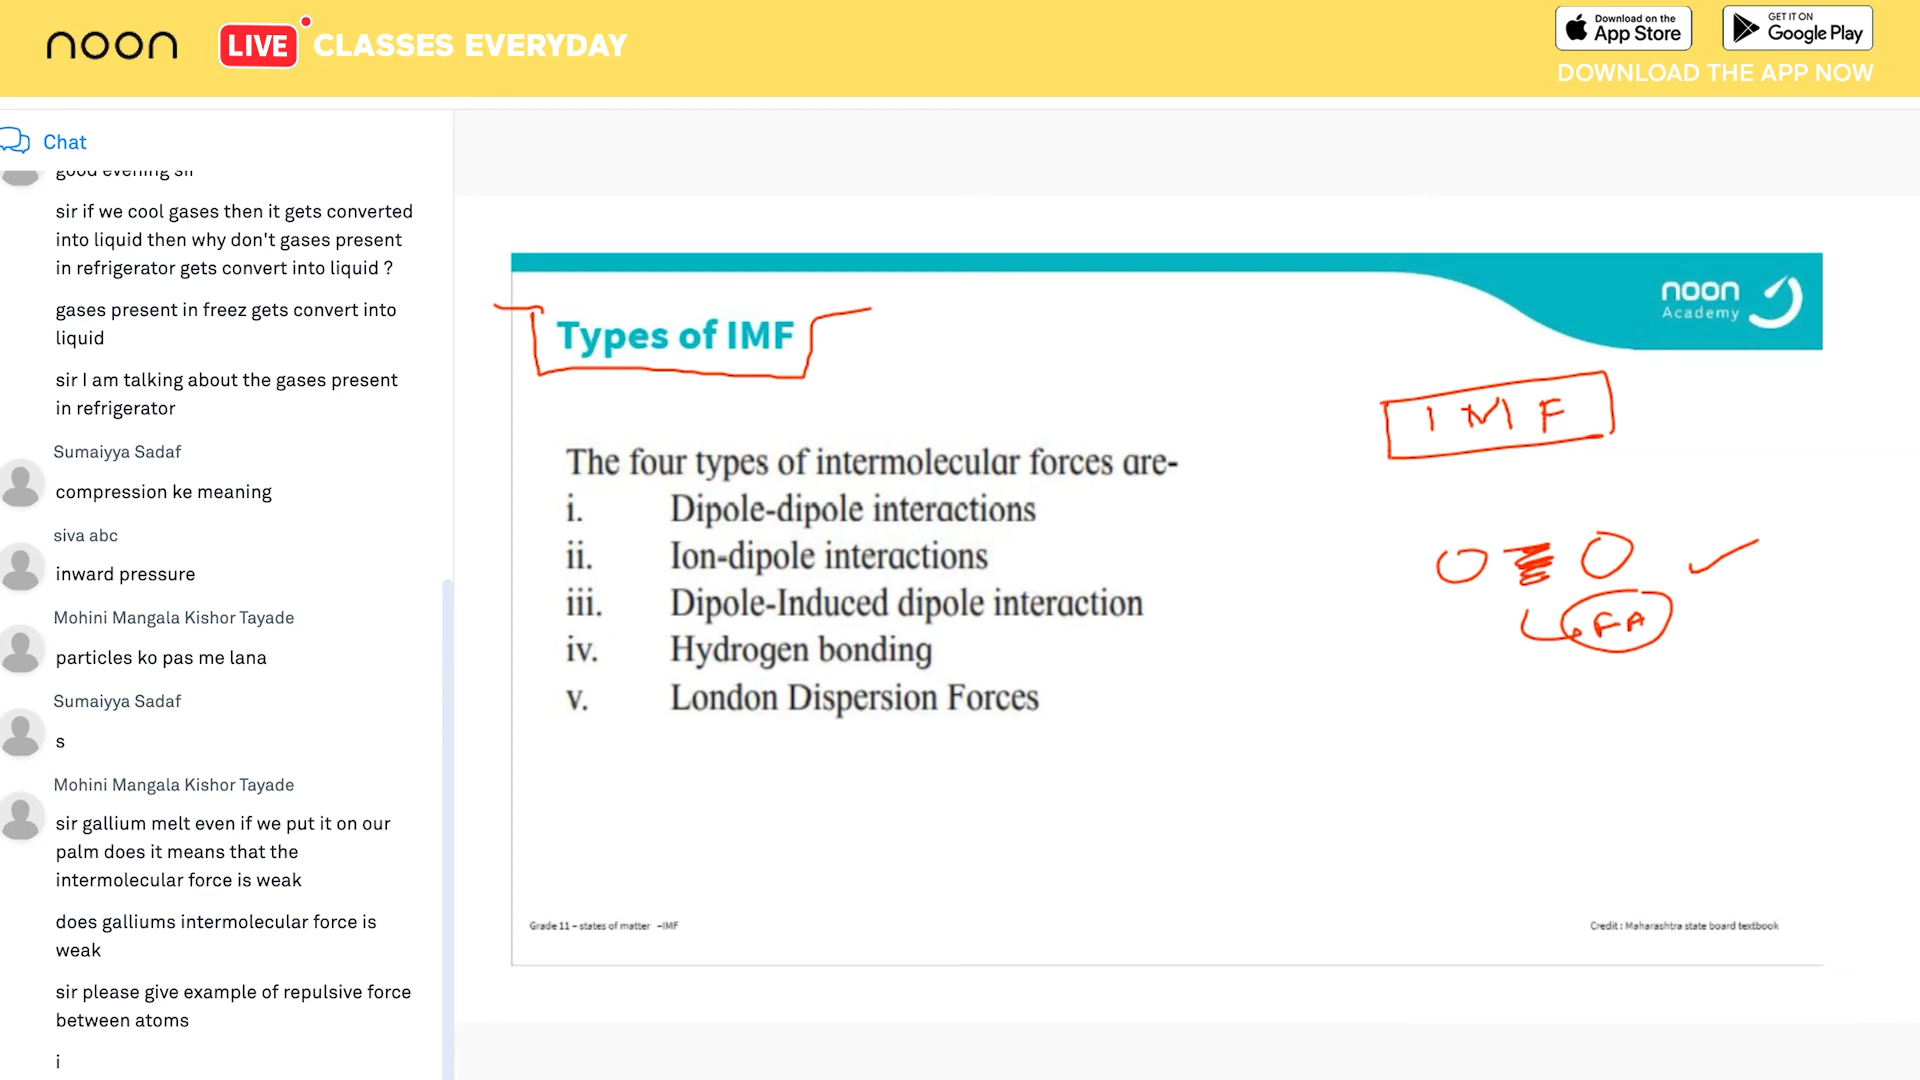 noon LIVE CLASSES EVERYDAY
Download on the
App Store
GET IT ON
Google Play
DOWNLOAD THE APP NOW
Chat
good evening sir
sir if we cool gases then it gets converted
into liquid then why don't gases present
in refrigerator gets convert into liquid ?
gases present in freez gets convert into
liquid
sir I am talking about the gases present
in refrigerator
Sumaiyya Sadaf
compression ke meaning
siva abc
inward pressure
Mohini Mangala Kishor Tayade
particles ko pas me lana
Sumaiyya Sadaf
s
Mohini Mangala Kishor Tayade
sir gallium melt even if we put it on our
palm does it means that the
intermolecular force is weak
does galliums intermolecular force is
weak
sir please give example of repulsive force
between atoms
i
noon
Academy
Types of IMF
IMF
The four types of intermolecular forces are-
i. Dipole-dipole interactions
ii. Ion-dipole interactions
iii. Dipole-Induced dipole interaction
iv. Hydrogen bonding
v. London Dispersion Forces
FA
Grade 11 – states of matter –IMF
Credit : Maharashtra state board textbook